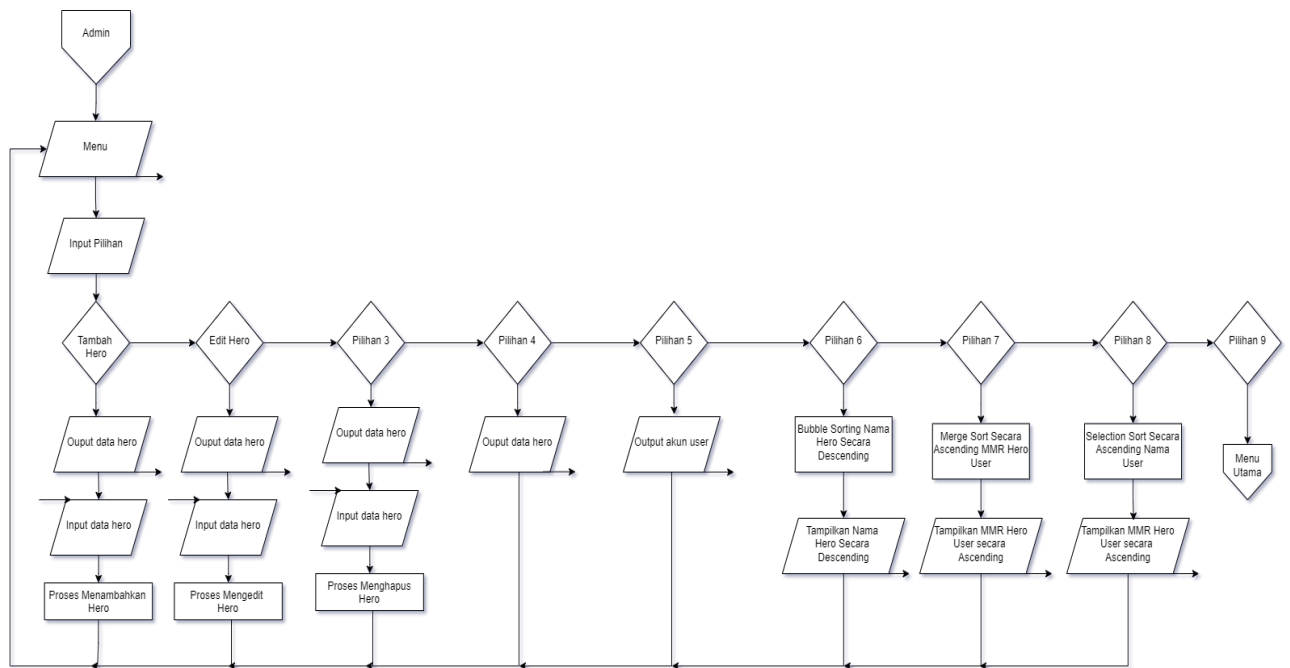 Admin
Menu
Input Pilihan
Tambah
Hero
Edit Hero
Pilihan 3
Pilihan 4
Pilihan 5
Pilihan 6
Pilihan 7
Pilihan 8
Pilihan 9
Ouput data hero
Ouput data hero
Ouput data hero
Ouput data hero
Output akun user
Bubble Sorting Nama
Hero Secara
Descending
Merge Sort Secara
Ascending MMR Hero
User
Selection Sort Secara
Ascending Nama
User
Menu
Utama
Input data hero
Input data hero
Input data hero
Tampilkan Nama
Hero Secara
Descending
Tampilkan MMR Hero
User secara
Ascending
Tampilkan MMR Hero
User secara
Ascending
Proses Menambahkan
Hero
Proses Mengedit
Hero
Proses Menghapus
Hero